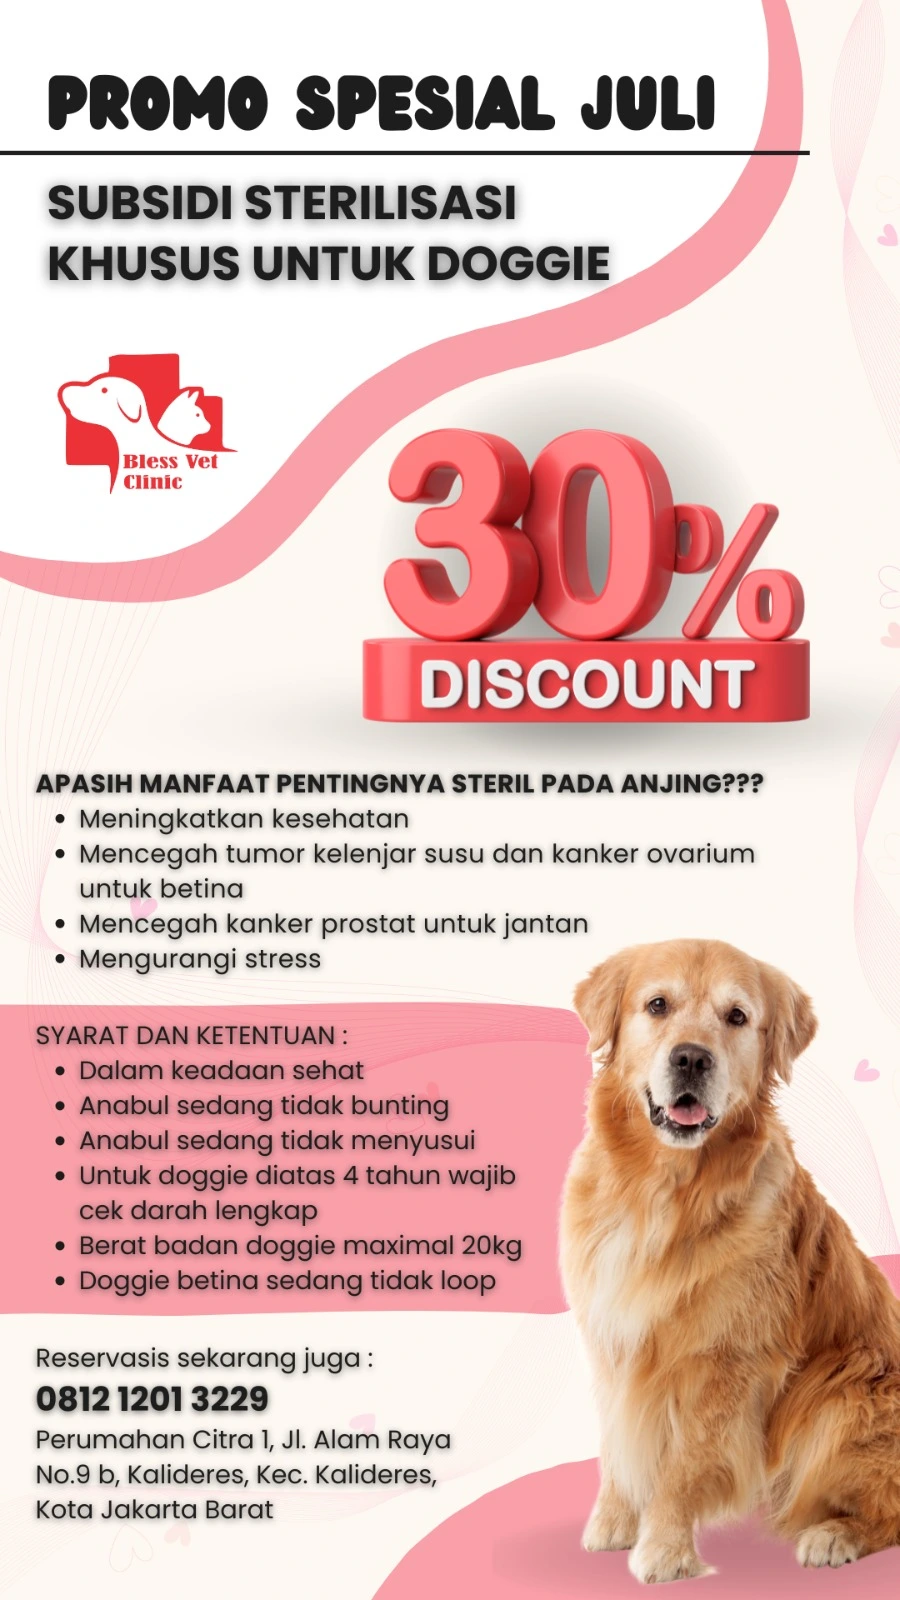 PROMO SPESIAL JULI
SUBSIDI STERILISASI
KHUSUS UNTUK DOGGIE
Bless Vet
Clinic
30%
DISCOUNT
APASIH MANFAAT PENTINGNYA STERIL PADA ANJING???
• Meningkatkan kesehatan
• Mencegah tumor kelenjar susu dan kanker ovarium
untuk betina
• Mencegah kanker prostat untuk jantan
• Mengurangi stress
SYARAT DAN KETENTUAN :
• Dalam keadaan sehat
• Anabul sedang tidak bunting
• Anabul sedang tidak menyusui
• Untuk doggie diatas 4 tahun wajib
cek darah lengkap
• Berat badan doggie maximal 20kg
• Doggie betina sedang tidak loop
Reservasis sekarang juga :
0812 1201 3229
Perumahan Citra 1, Jl. Alam Raya
No.9 b, Kalideres, Kec. Kalideres,
Kota Jakarta Barat